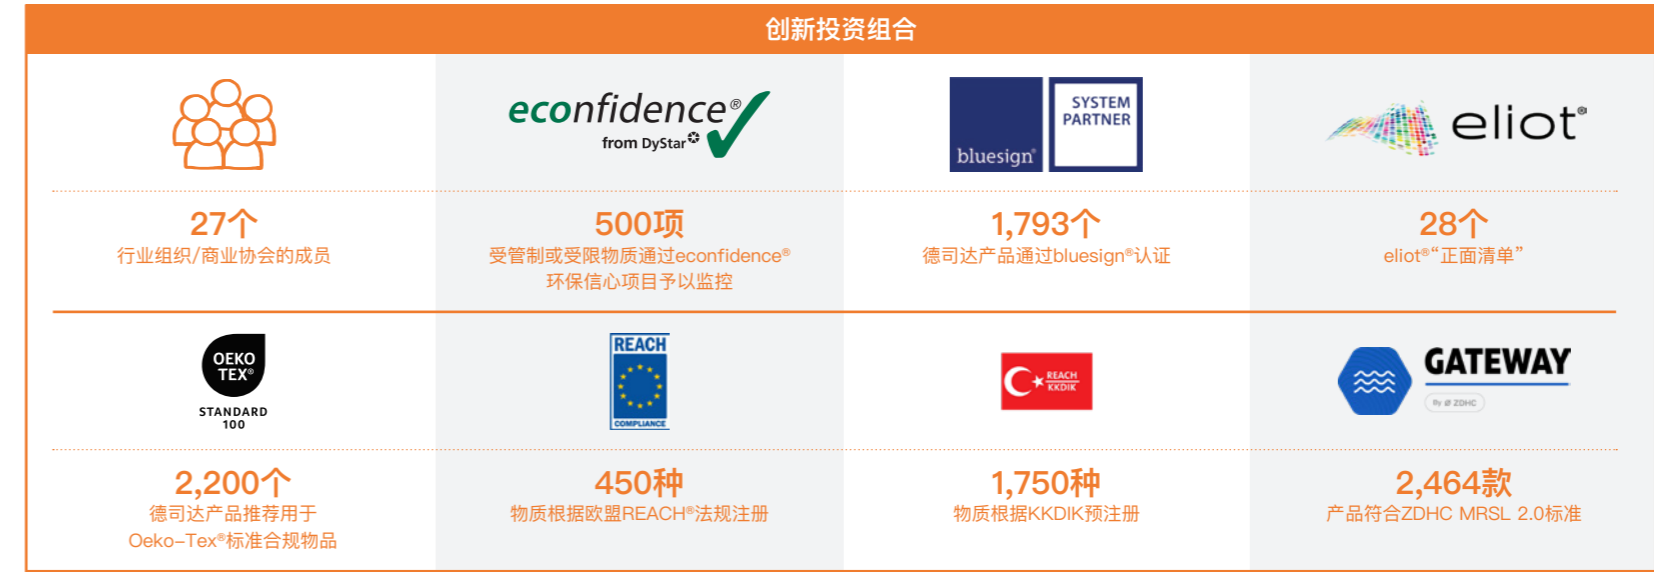 创新投资组合
econfidence®
from DyStar
SYSTEM
PARTNER
bluesign®
eliot®
27个
行业组织/商业协会的成员
500项
受管制或受限物质通过econfidence®
环保信心项目予以监控
1,793个
德司达产品通过bluesign®认证
28个
eliot®“正面清单”
OEKO
TEX®
STANDARD
100
REACH
COMPLIANCE
REACH
KKDIK
GATEWAY
By ZDHC
2,200个
德司达产品推荐用于
Oeko-Tex®标准合规物品
450种
物质根据欧盟REACH®法规注册
1,750种
物质根据KKDIK预注册
2,464款
产品符合ZDHC MRSL 2.0标准